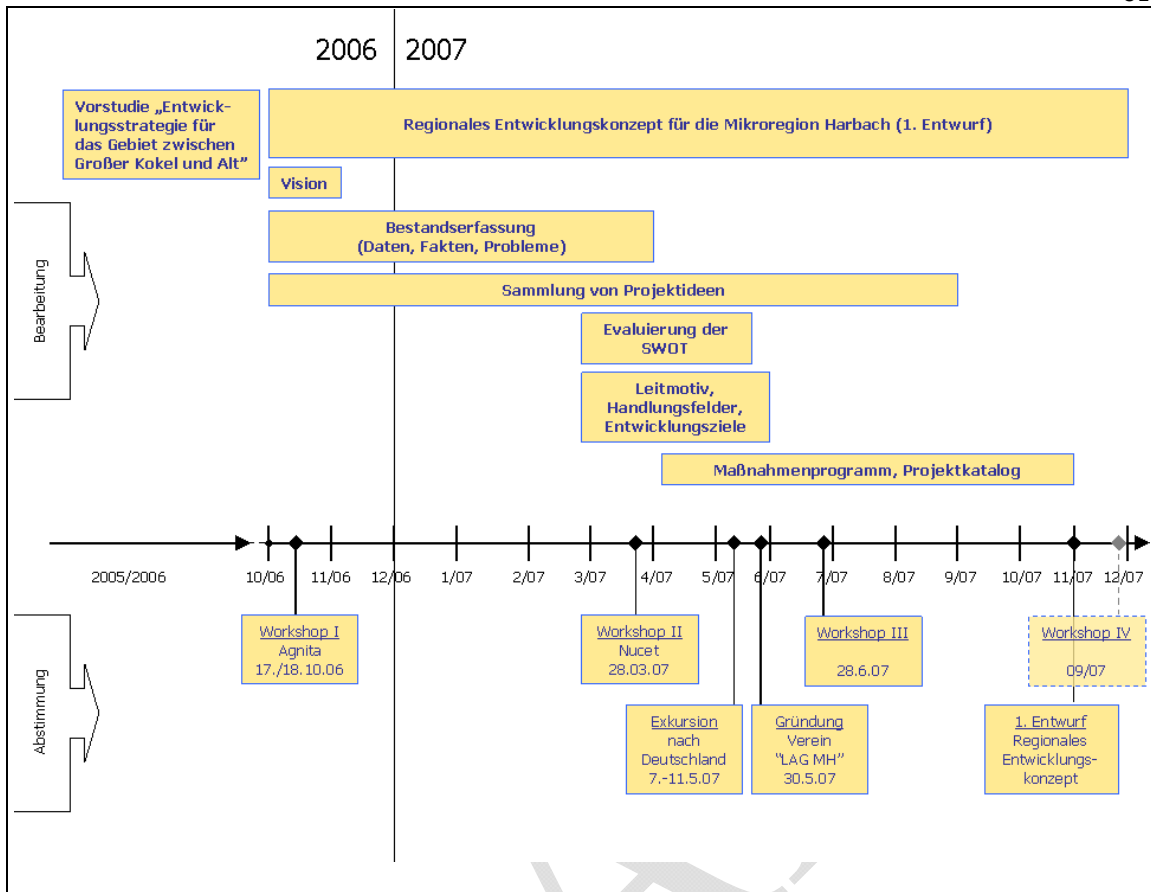 2006 2007
Vorstudie „Entwick-
lungsstrategie für
das Gebiet zwischen
Großer Kokel und Alt”
Regionales Entwicklungskonzept für die Mikroregion Harbach (1. Entwurf)
Vision
Bearbeitung
Bestandserfassung
(Daten, Fakten, Probleme)
Sammlung von Projektideen
Evaluierung der
SWOT
Leitmotiv,
Handlungsfelder,
Entwicklungsziele
Maßnahmenprogramm, Projektkatalog
2005/2006 10/06 11/06 12/06 1/07 2/07 3/07 4/07 5/07 6/07 7/07 8/07 9/07 10/07 11/07 12/07
Abstimmung
Workshop I
Agnita
17./18.10.06
Workshop II
Nucet
28.03.07
Workshop III
28.6.07
Workshop IV
09/07
Exkursion
nach
Deutschland
7.-11.5.07
Gründung
Verein
"LAG MH”
30.5.07
1. Entwurf
Regionales
Entwicklungs-
konzept